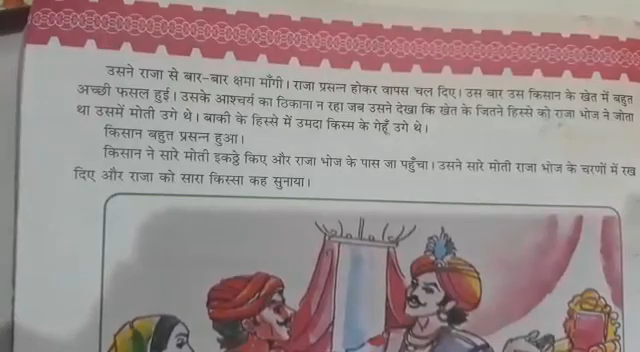 उसने राजा से बार-बार क्षमा माँगी। राजा प्रसन्न होकर वापस चल दिए। उस बार उस किसान के खेत में बहुत
अच्छी फसल हुई। उसके आश्चर्य का ठिकाना न रहा जब उसने देखा कि खेत के जितने हिस्से को राजा भोज ने जोता
था उसमें मोती उगे थे। बाकी के हिस्से में उमदा किस्म के गेहूँ उगे थे।
किसान बहुत प्रसन्न हुआ।
किसान ने सारे मोती इकट्ठे किए और राजा भोज के पास जा पहुँचा। उसने सारे मोती राजा भोज के चरणों में रख
दिए और राजा को सारा किस्सा कह सुनाया।